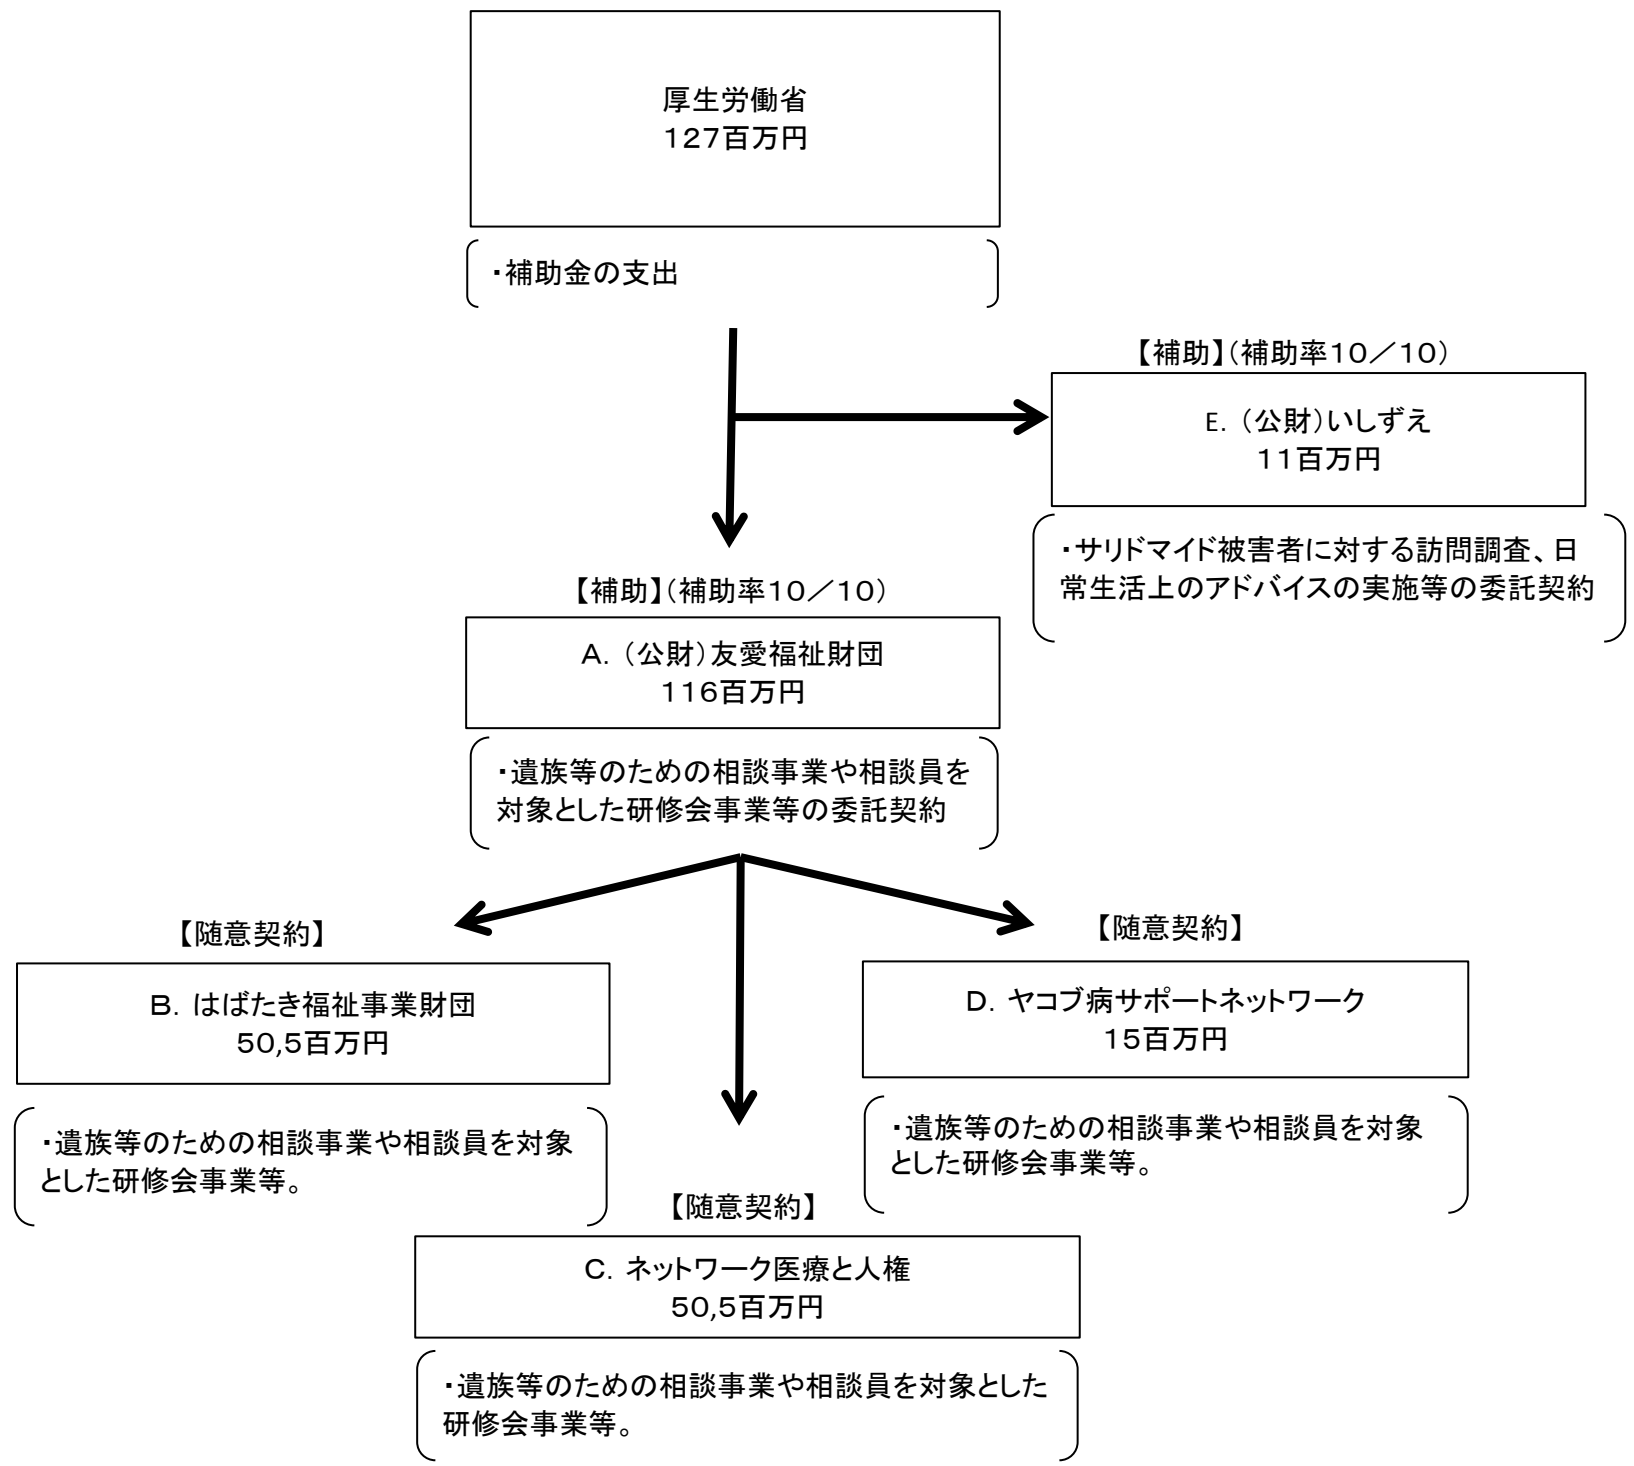 厚生労働省
127百万円
・補助金の支出
【補助】（補助率10／10）
E．（公財）いしずえ
11百万円
・サリドマイド被害者に対する訪問調査、日
常生活上のアドバイスの実施等の委託契約
【補助】（補助率10／10）
A．（公財）友愛福祉財団
116百万円
・遺族等のための相談事業や相談員を
対象とした研修会事業等の委託契約
【随意契約】
B．はばたき福祉事業財団
50,5百万円
・遺族等のための相談事業や相談員を対象
とした研修会事業等。
【随意契約】
D．ヤコブ病サポートネットワーク
15百万円
・遺族等のための相談事業や相談員を対象
とした研修会事業等。
【随意契約】
C．ネットワーク医療と人権
50,5百万円
・遺族等のための相談事業や相談員を対象とした
研修会事業等。